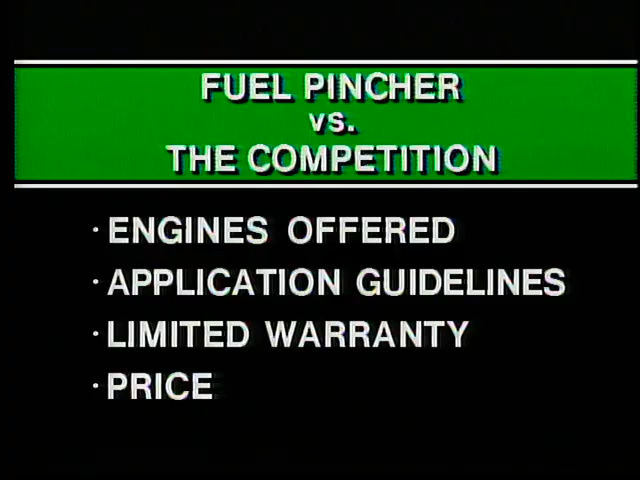 FUEL PINCHER
VS.
THE COMPETITION
· ENGINES OFFERED
· APPLICATION GUIDELINES
· LIMITED WARRANTY
· PRICE